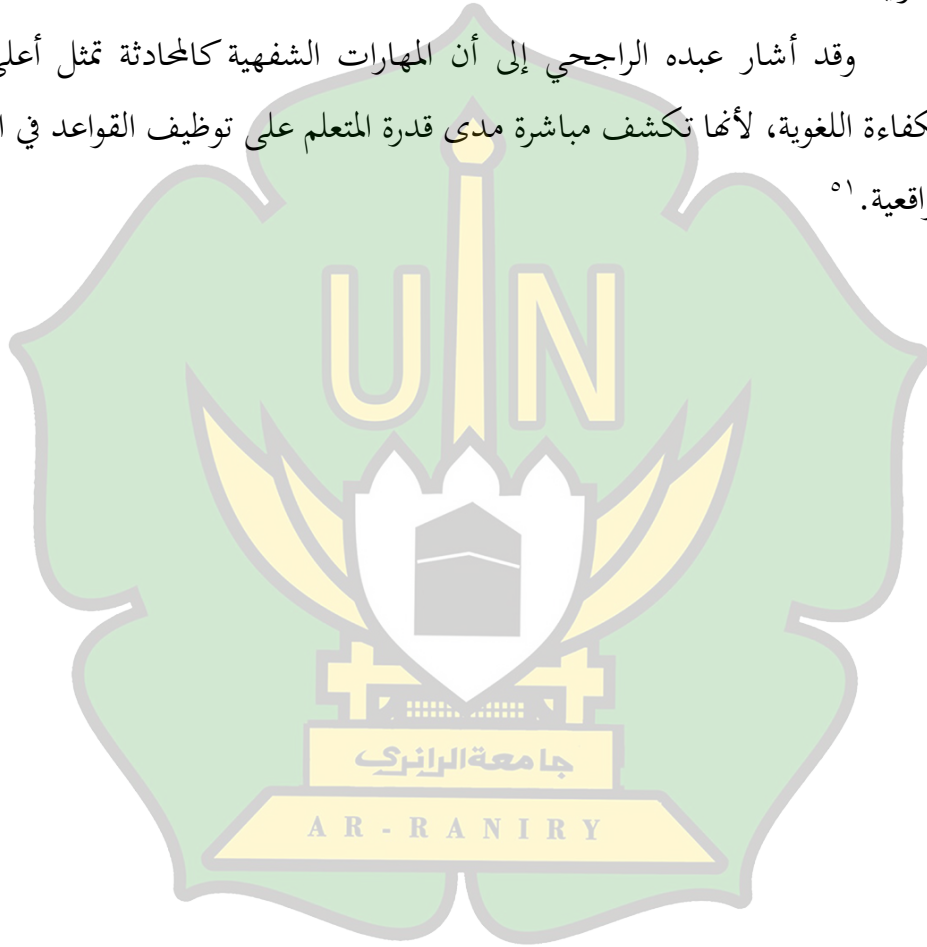 وقد أشار عبده الراجحي إلى أن المهارات الشفهية كالمحادثة تمثل أعلى
كفاءة اللغوية، لأنها تكشف مباشرة مدى قدرة المتعلم على توظيف القواعد في
.٥١
UIN
جامعة الرانري
AR-RANIRY